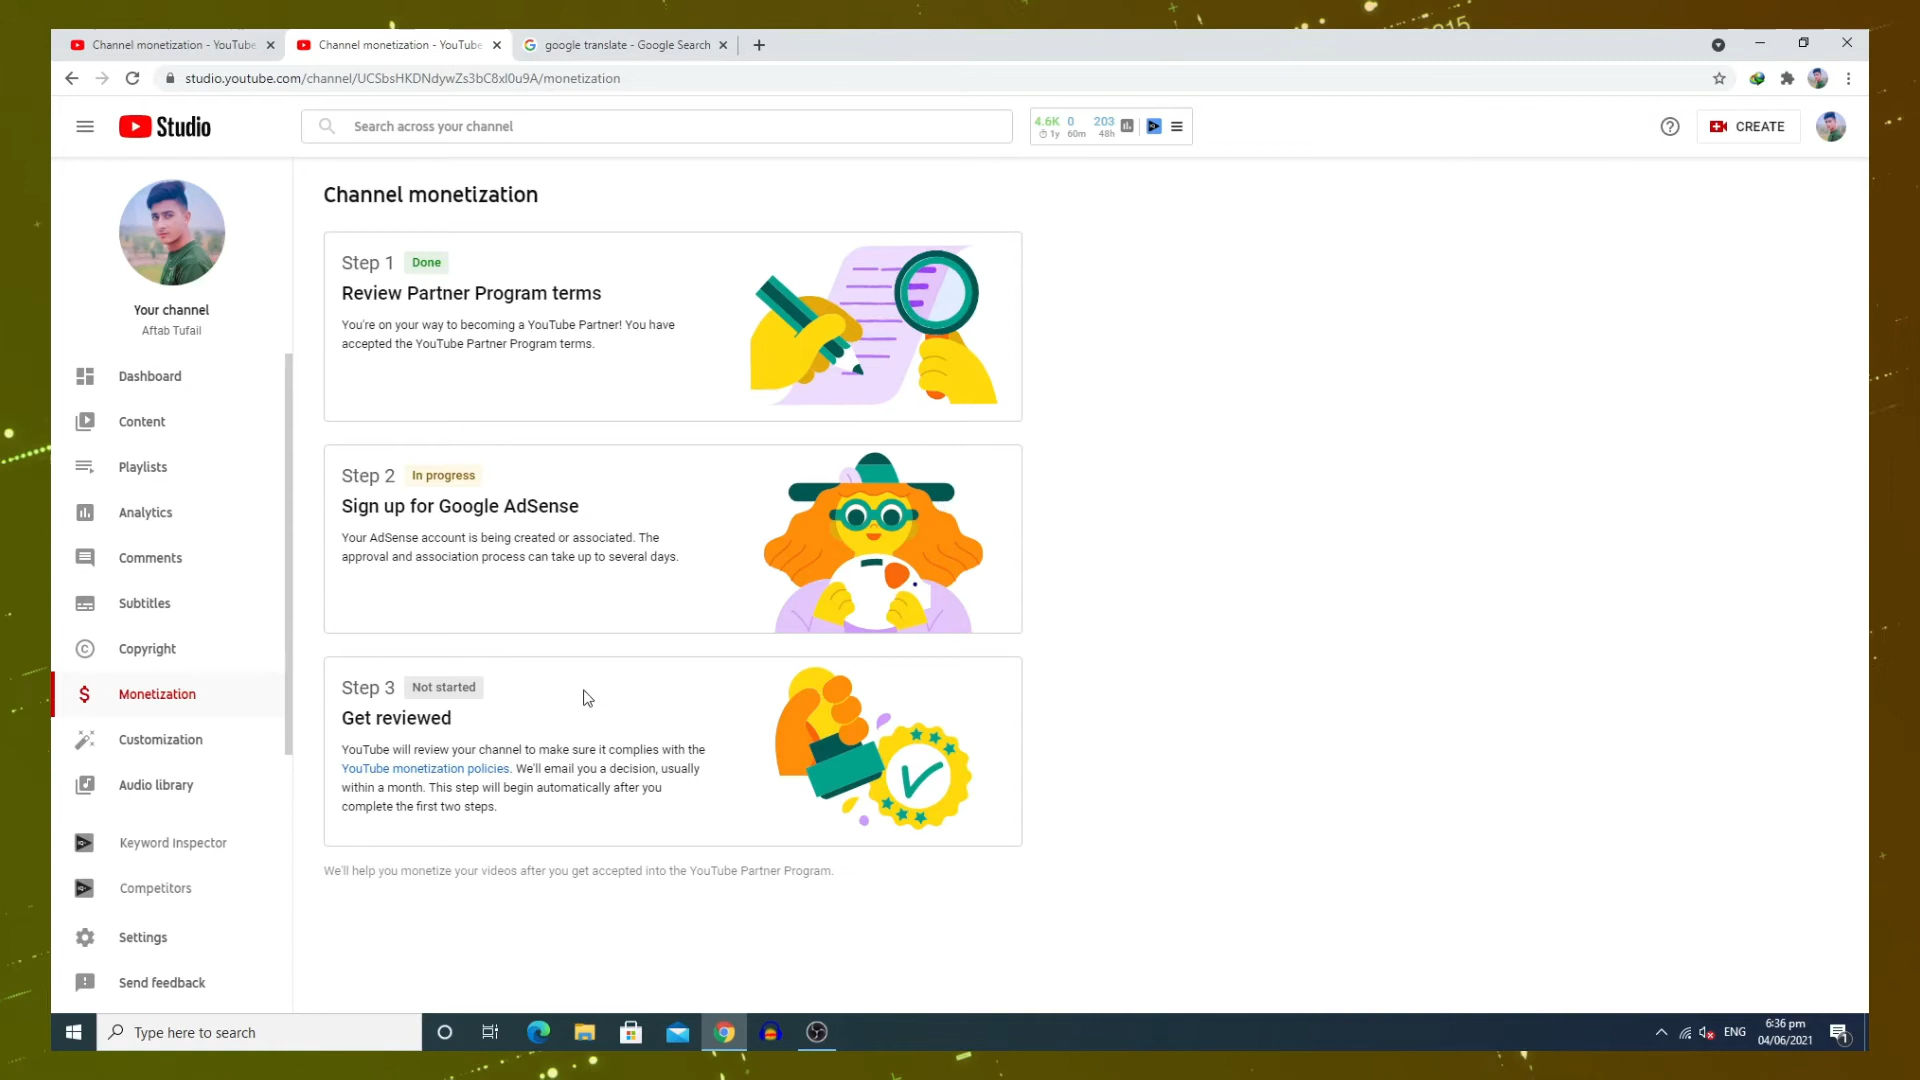 2015
Channel monetization - YouTube
Channel monetization - YouTube
google translate - Google Search
studio.youtube.com/channel/UCSbsHKDNdywZs3bC8xl0u9A/monetization
Studio
Search across your channel
4.6K 0 203
1y 60m 48h
CREATE
Your channel
Aftab Tufail
Dashboard
Content
Playlists
Analytics
Comments
Subtitles
Copyright
Monetization
Customization
Audio library
Keyword Inspector
Competitors
Settings
Send feedback
Channel monetization
Step 1 Done
Review Partner Program terms
You're on your way to becoming a YouTube Partner! You have
accepted the YouTube Partner Program terms.
Step 2 In progress
Sign up for Google AdSense
Your AdSense account is being created or associated. The
approval and association process can take up to several days.
Step 3 Not started
Get reviewed
YouTube will review your channel to make sure it complies with the
YouTube monetization policies. We'll email you a decision, usually
within a month. This step will begin automatically after you
complete the first two steps.
We'll help you monetize your videos after you get accepted into the YouTube Partner Program.
Type here to search
ENG
6:36 pm
04/06/2021
1